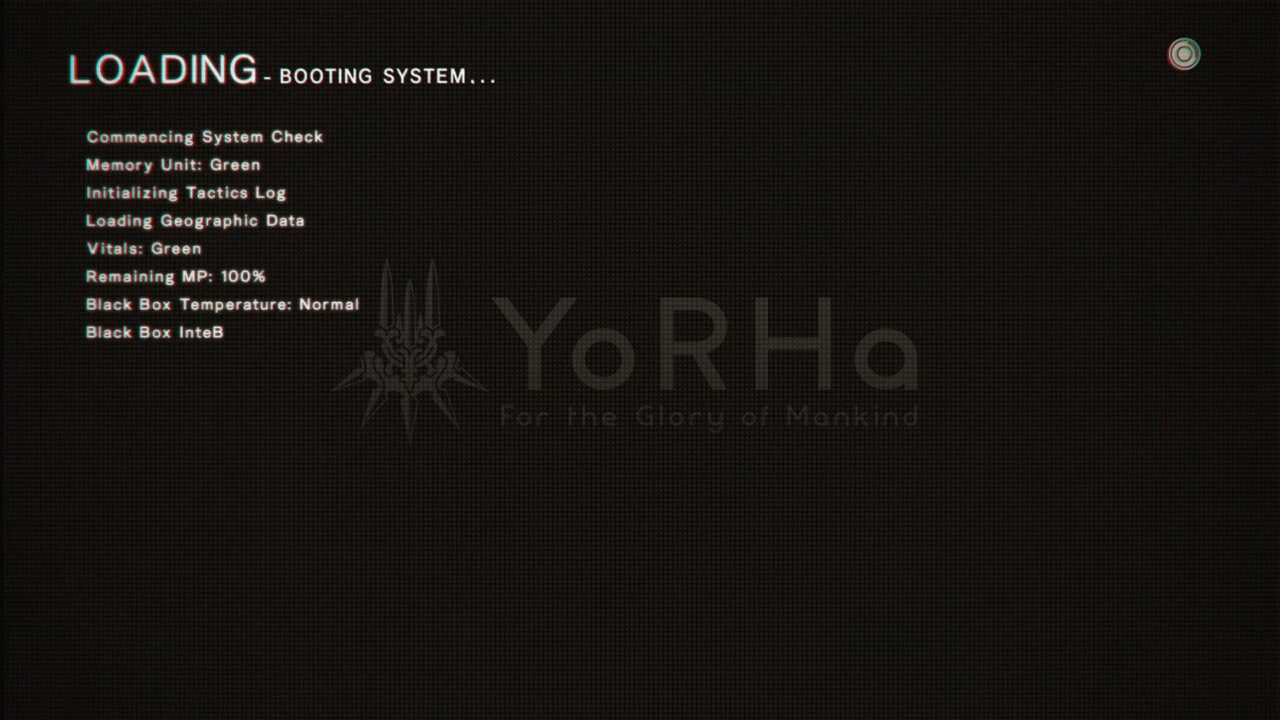 LOADING - BOOTING SYSTEM...
Commencing System Check
Memory Unit: Green
Initializing Tactics Log
Loading Geographic Data
Vitals: Green
Remaining MP: 100%
Black Box Temperature: Normal
Black Box InteB
YoRHa
For the Glory of Mankind